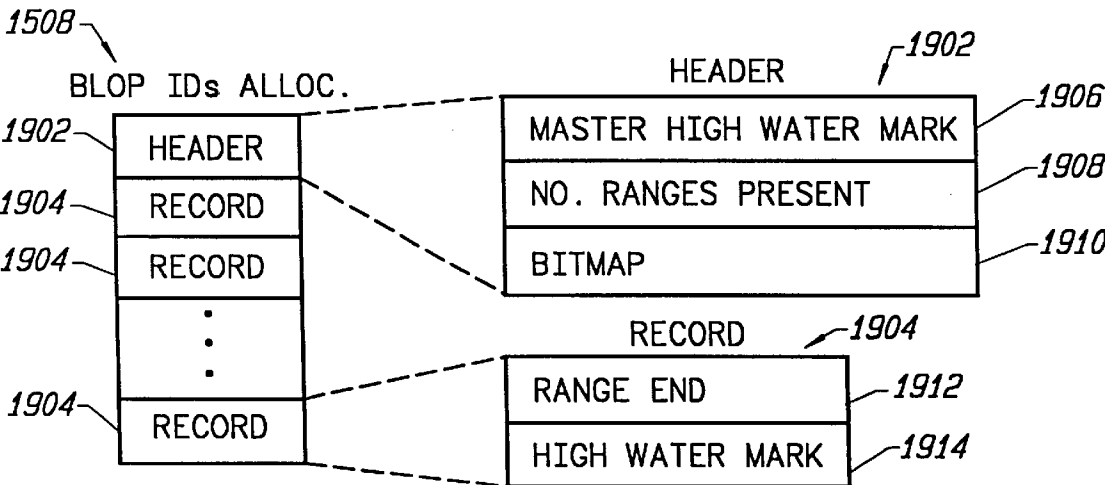 1508
BLOP IDs ALLOC.
1902
HEADER
1904
RECORD
1904
RECORD
1904
RECORD
HEADER
1902
MASTER HIGH WATER MARK
1906
NO. RANGES PRESENT
1908
BITMAP
1910
RECORD
1904
RANGE END
1912
HIGH WATER MARK
1914